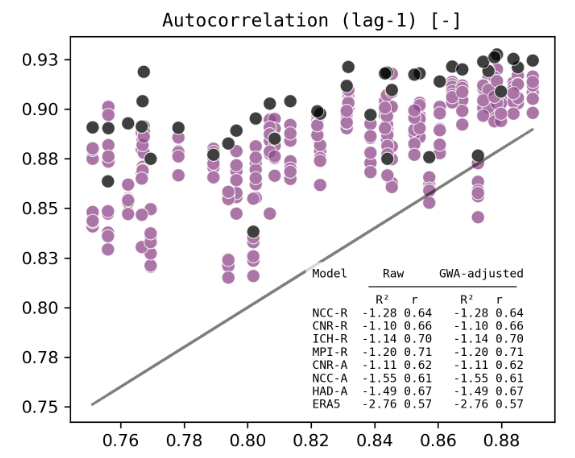 Autocorrelation (lag-1) [-]
0.93
0.90
0.88
0.85
0.83
0.80
0.78
0.75
Model Raw GWA-adjusted
R² r R² r
NCC-R -1.28 0.64 -1.28 0.64
CNR-R -1.10 0.66 -1.10 0.66
ICH-R -1.14 0.70 -1.14 0.70
MPI-R -1.20 0.71 -1.20 0.71
CNR-A -1.11 0.62 -1.11 0.62
NCC-A -1.55 0.61 -1.55 0.61
HAD-A -1.49 0.67 -1.49 0.67
ERA5 -2.76 0.57 -2.76 0.57
0.76 0.78 0.80 0.82 0.84 0.86 0.88